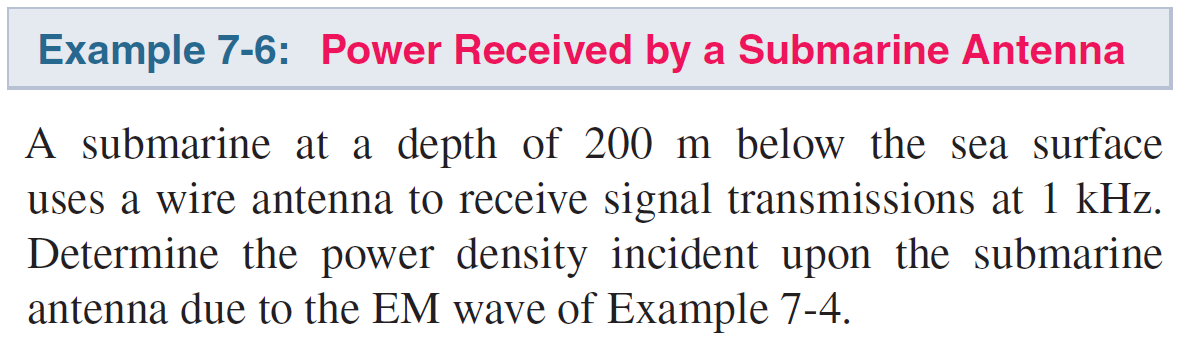 Example 7-6: Power Received by a Submarine Antenna
A submarine at a depth of 200 m below the sea surface
uses a wire antenna to receive signal transmissions at 1 kHz.
Determine the power density incident upon the submarine
antenna due to the EM wave of Example 7-4.